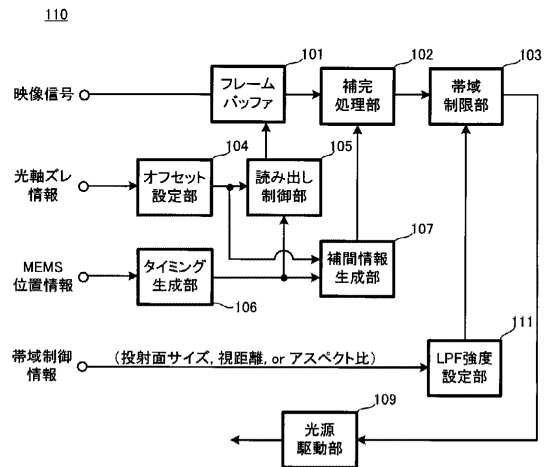 110
101
102
103
映像信号
フレーム
バッファ
補完
処理部
帯域
制限部
104
105
光軸ズレ
情報
オフセット
設定部
読み出し
制御部
107
MEMS
位置情報
タイミング
生成部
補間情報
生成部
106
111
帯域制御
情報
(投射面サイズ, 視距離, or アスペクト比)
LPF強度
設定部
109
光源
駆動部